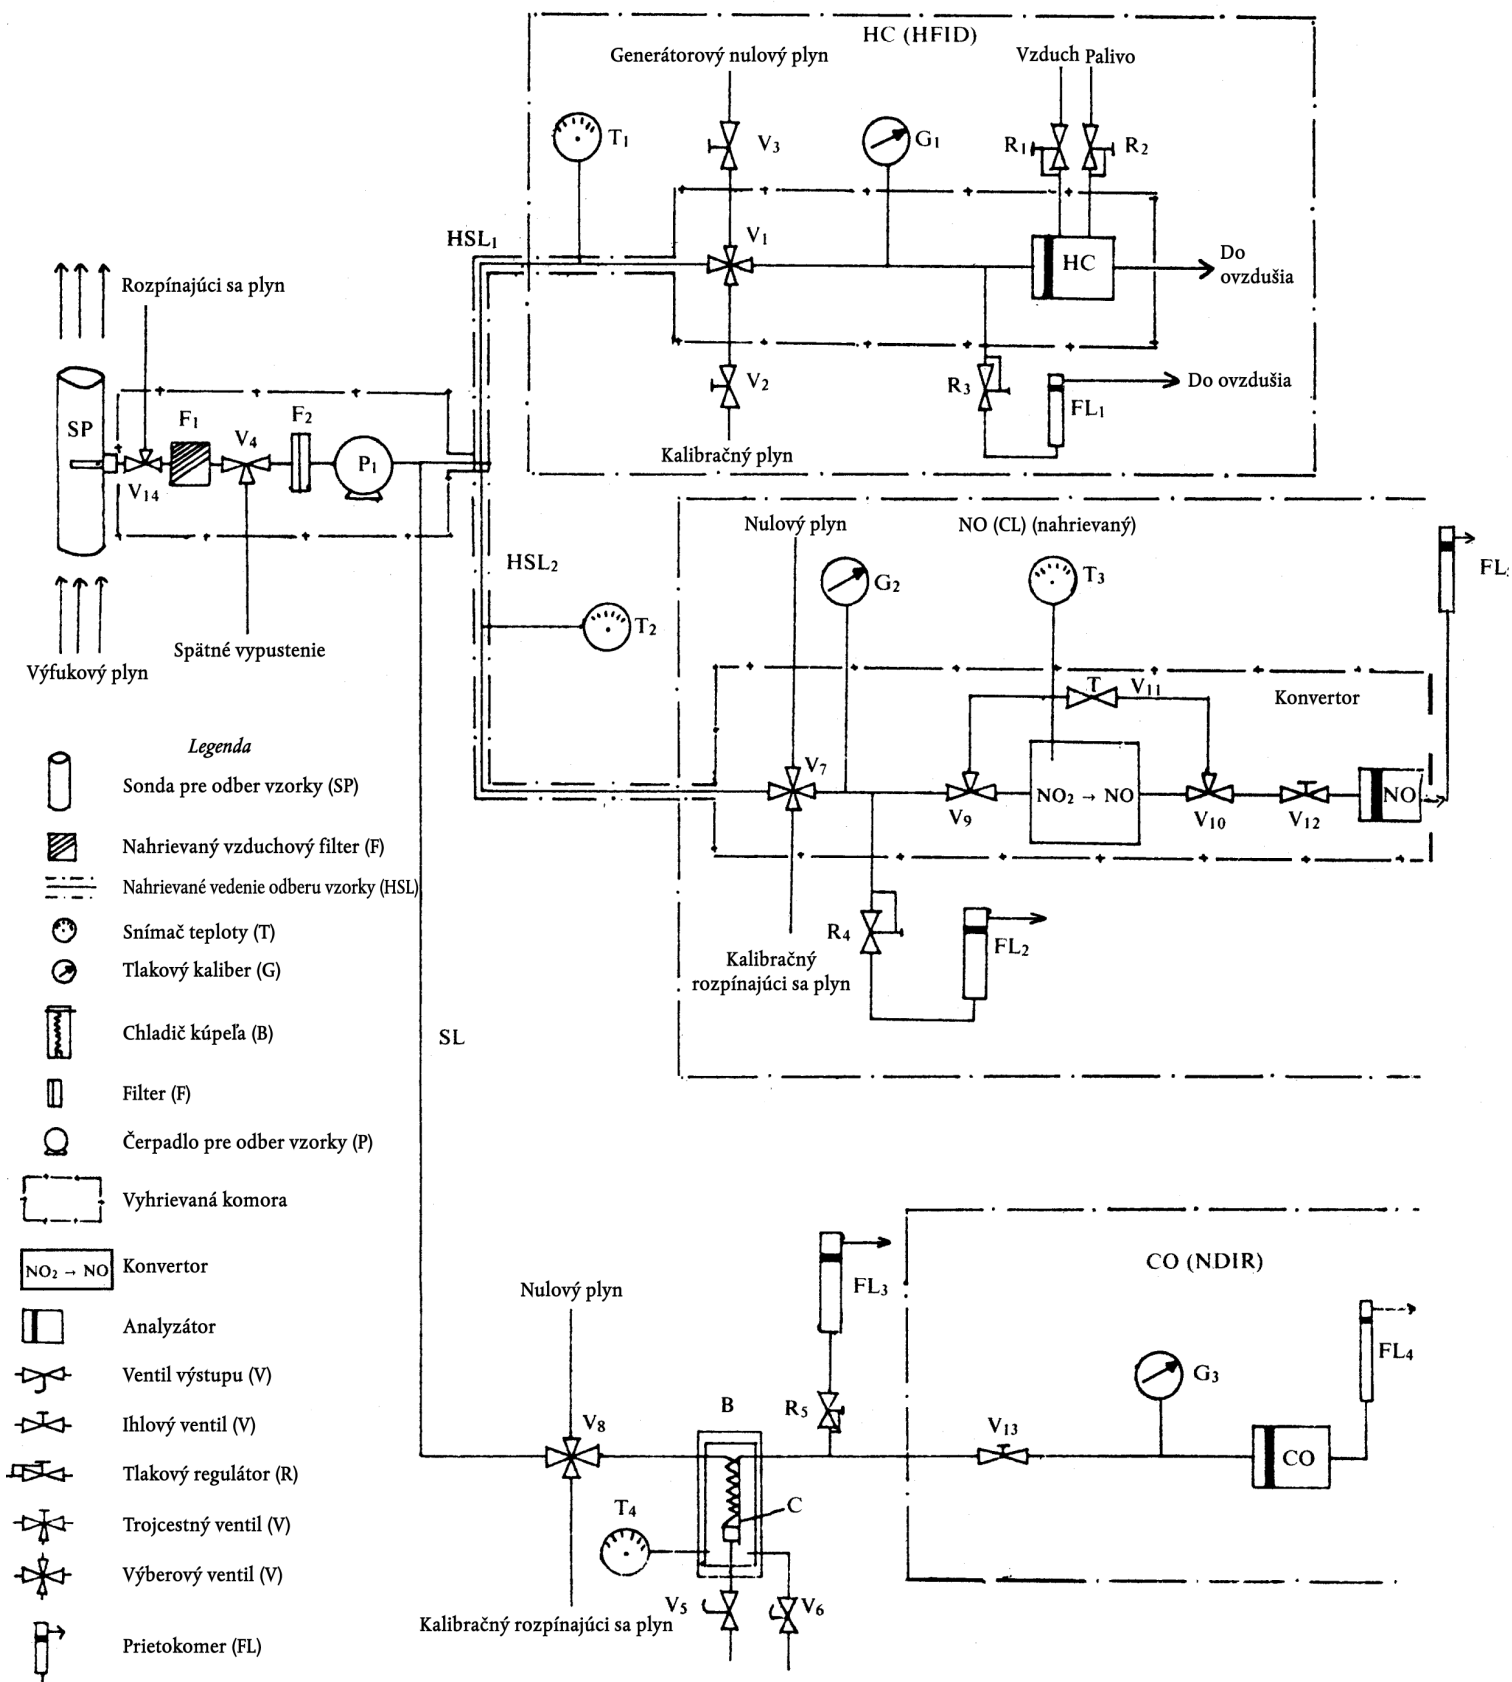 HC (HFID)
Generátorový nulový plyn
Vzduch Palivo
T1
V3
G1
R1
R2
HSL1
V1
HC
Do
ovzdušia
Rozpínajúci sa plyn
V2
R3
FL1
Do ovzdušia
Kalibračný plyn
SP
F1
V4
F2
P1
V14
Spätné vypustenie
Výfukový plyn
HSL2
T2
Nulový plyn
NO (CL) (nahrievaný)
G2
T3
T
V11
Konvertor
V7
V9
NO2 → NO
V10
V12
NO
R4
FL2
Kalibračný
rozpínajúci sa plyn
SL
Legenda
Sonda pre odber vzorky (SP)
Nahrievaný vzduchový filter (F)
Nahrievané vedenie odberu vzorky (HSL)
Snímač teploty (T)
Tlakový kaliber (G)
Chladič kúpeľa (B)
Filter (F)
Čerpadlo pre odber vzorky (P)
Vyhrievaná komora
NO2 → NO
Konvertor
Analyzátor
Ventil výstupu (V)
Ihlový ventil (V)
Tlakový regulátor (R)
Trojcestný ventil (V)
Výberový ventil (V)
Prietokomer (FL)
CO (NDIR)
Nulový plyn
FL3
FL4
G3
R5
B
V8
V13
CO
T4
C
V5
V6
Kalibračný rozpínajúci sa plyn